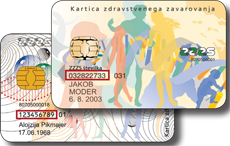 Kartica zdravstvenega zavarovanja
ZZZS
ZZZS številka
032822733 031
JAKOB
MODER
6. 8. 2003
80705000018
123456789
Alojzija Pikmajer
17.06.1968